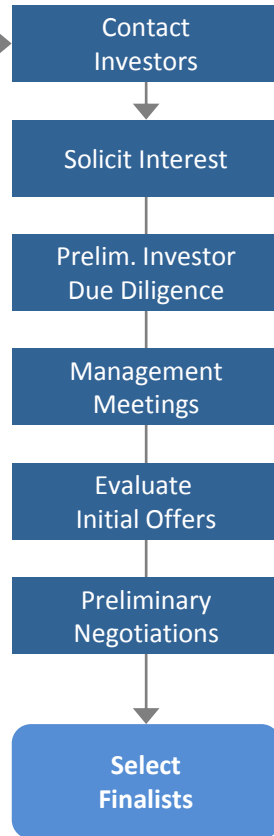 Contact
Investors
Solicit Interest
Prelim. Investor
Due Diligence
Management
Meetings
Evaluate
Initial Offers
Preliminary
Negotiations
Select
Finalists